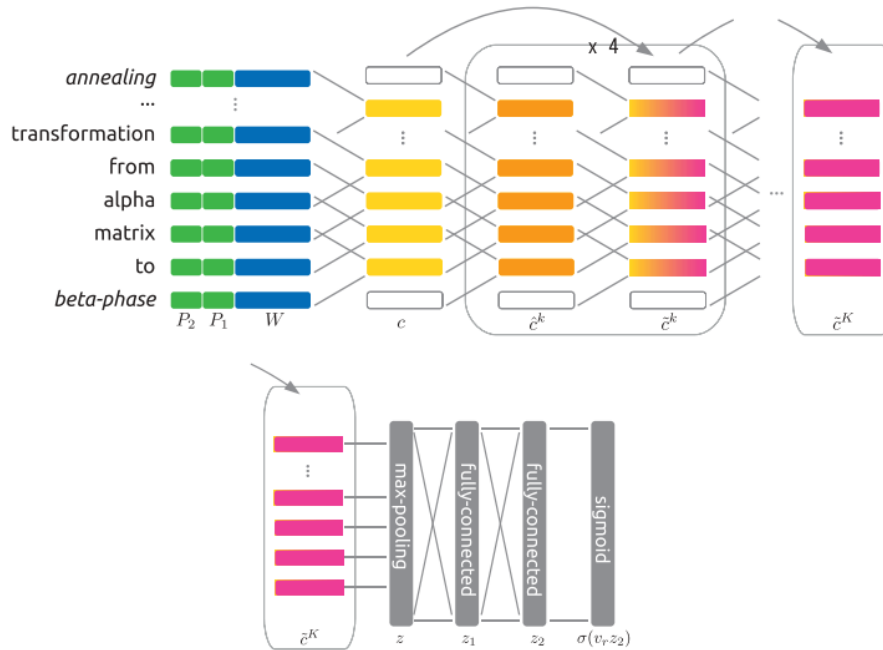 x 4
annealing
...
transformation
from
alpha
matrix
to
beta-phase
P₂ P₁ W c ĉᵏ c̃ᵏ c̃ᴷ
...
max-pooling
fully-connected
fully-connected
sigmoid
c̃ᴷ z z₁ z₂ σ(vᵣz₂)